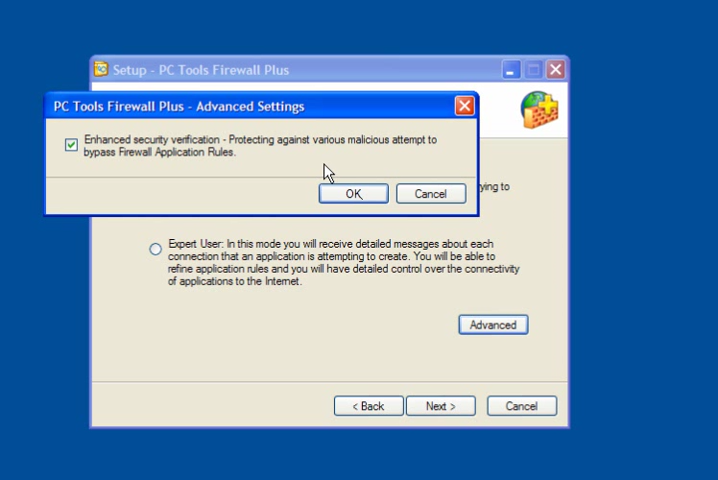 Setup - PC Tools Firewall Plus
PC Tools Firewall Plus - Advanced Settings
Enhanced security verification - Protecting against various malicious attempt to
bypass Firewall Application Rules.
OK
Cancel
ying to
Expert User: In this mode you will receive detailed messages about each
connection that an application is attempting to create. You will be able to
refine application rules and you will have detailed control over the connectivity
of applications to the Internet.
Advanced
< Back
Next >
Cancel